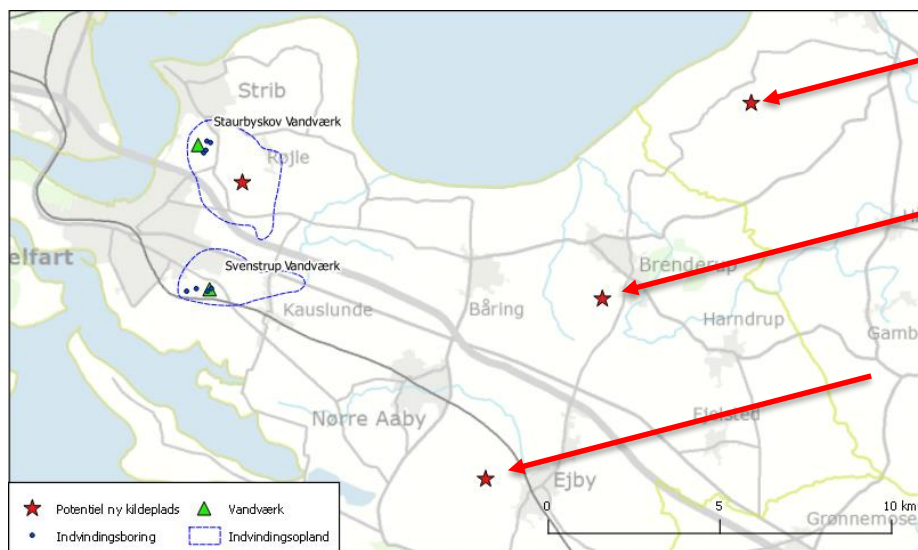 Strib
Staurbyskov Vandværk
Røjle
elfart
Svenstrup Vandværk
Kauslunde
Båring
Brenderup
Harndrup
Gamb
Nørre Aaby
Ejby
0 5 10 km
Grønnemose
Potentiel ny kildeplads
Vandværk
Indvindingsboring
Indvindingsopland